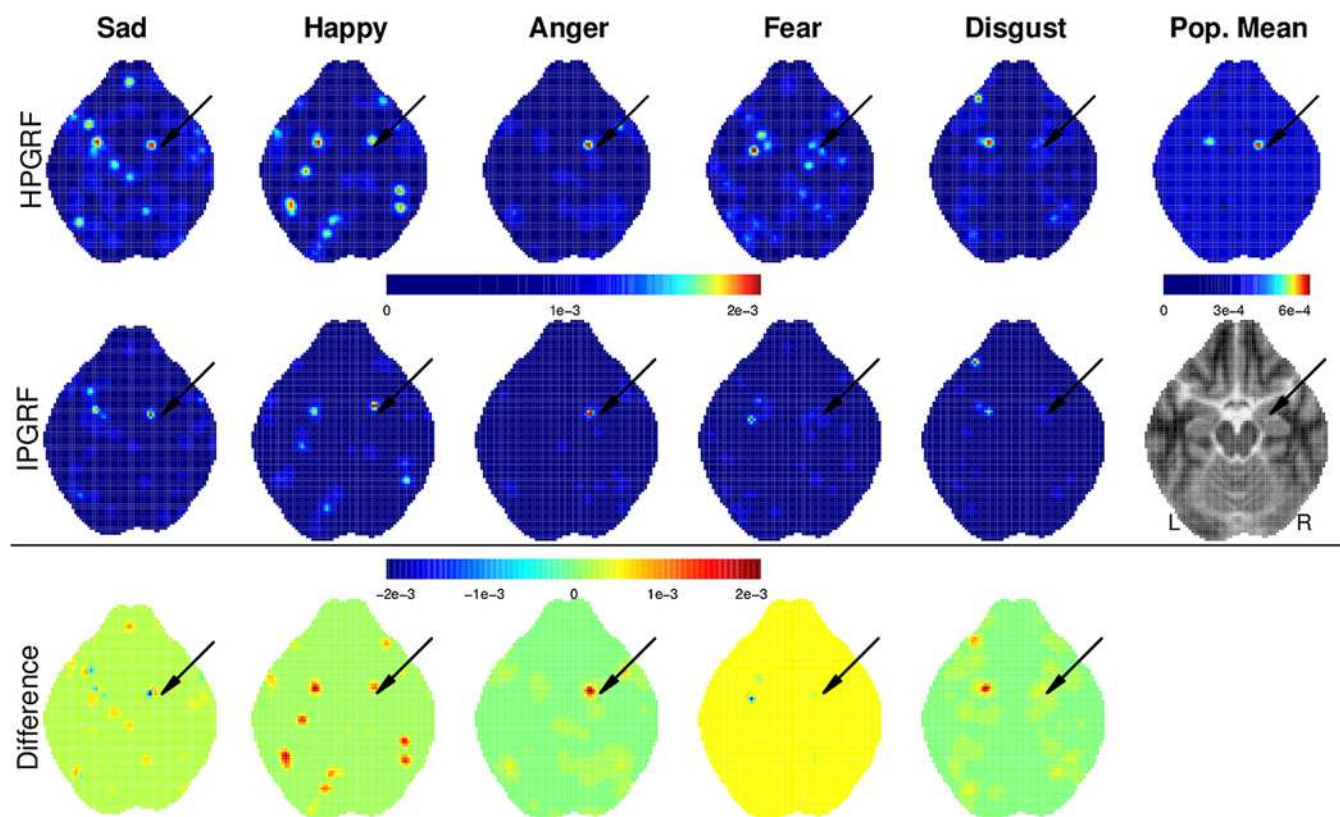 Sad Happy Anger Fear Disgust Pop. Mean
HPGRF
0 1e-3 2e-3 0 3e-4 6e-4
IPGRF
L R
−2e-3 −1e-3 0 1e-3 2e-3
Difference